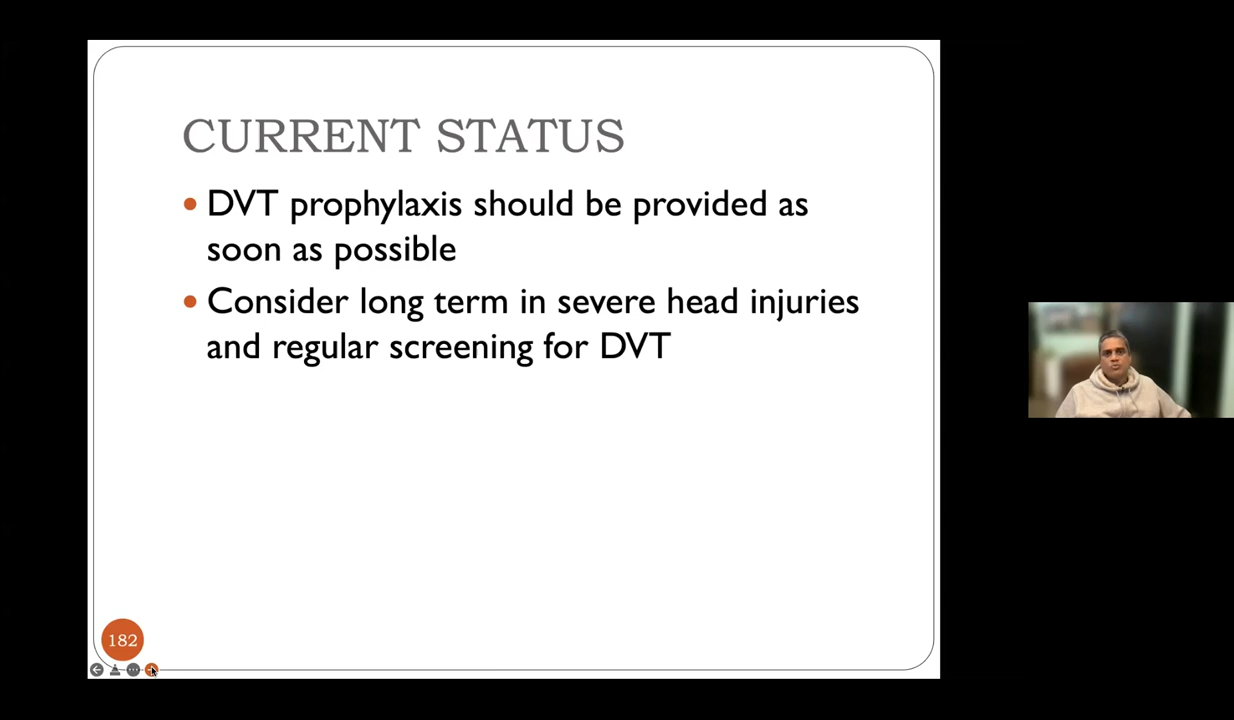 CURRENT STATUS
DVT prophylaxis should be provided as
soon as possible
Consider long term in severe head injuries
and regular screening for DVT
182